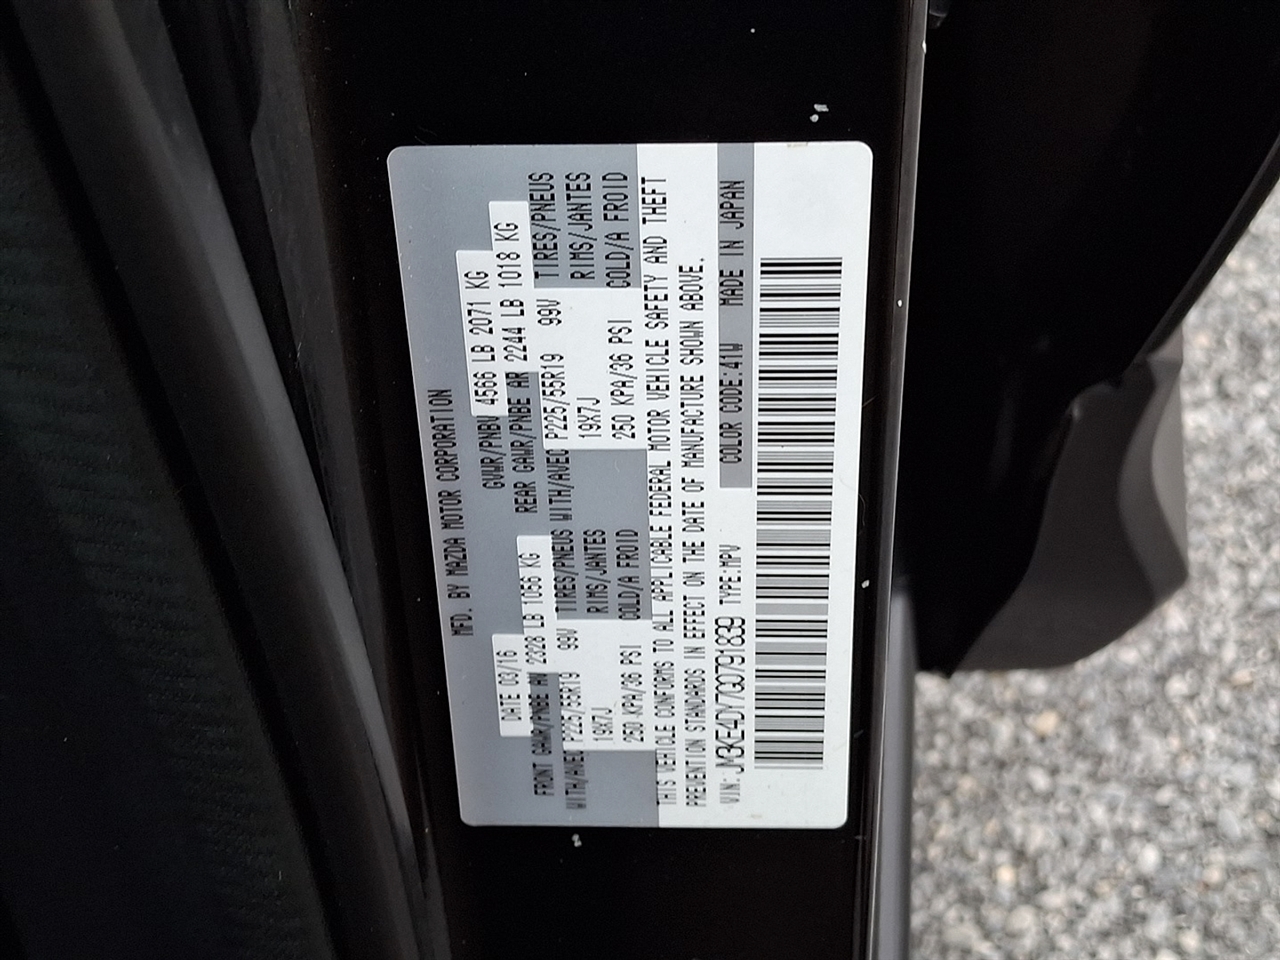 MFD. BY MAZDA MOTOR CORPORATION
DATE 03/16 GVWR/PNBV 4566 LB 2071 KG
FRONT GAWR/PNBE AV 2328 LB 1056 KG REAR GAWR/PNBE AR 2244 LB 1018 KG
WITH/AVEC P225/55R19 99V TIRES/PNEUS WITH/AVEC P225/55R19 99V TIRES/PNEUS
19X7J RIMS/JANTES 19X7J RIMS/JANTES
250 KPA/36 PSI COLD/A FROID 250 KPA/36 PSI COLD/A FROID
THIS VEHICLE CONFORMS TO ALL APPLICABLE FEDERAL MOTOR VEHICLE SAFETY AND THEFT
PREVENTION STANDARDS IN EFFECT ON THE DATE OF MANUFACTURE SHOWN ABOVE.
VIN: JM3KE4DY7G0791839 TYPE:MPV COLOR CODE:41W MADE IN JAPAN